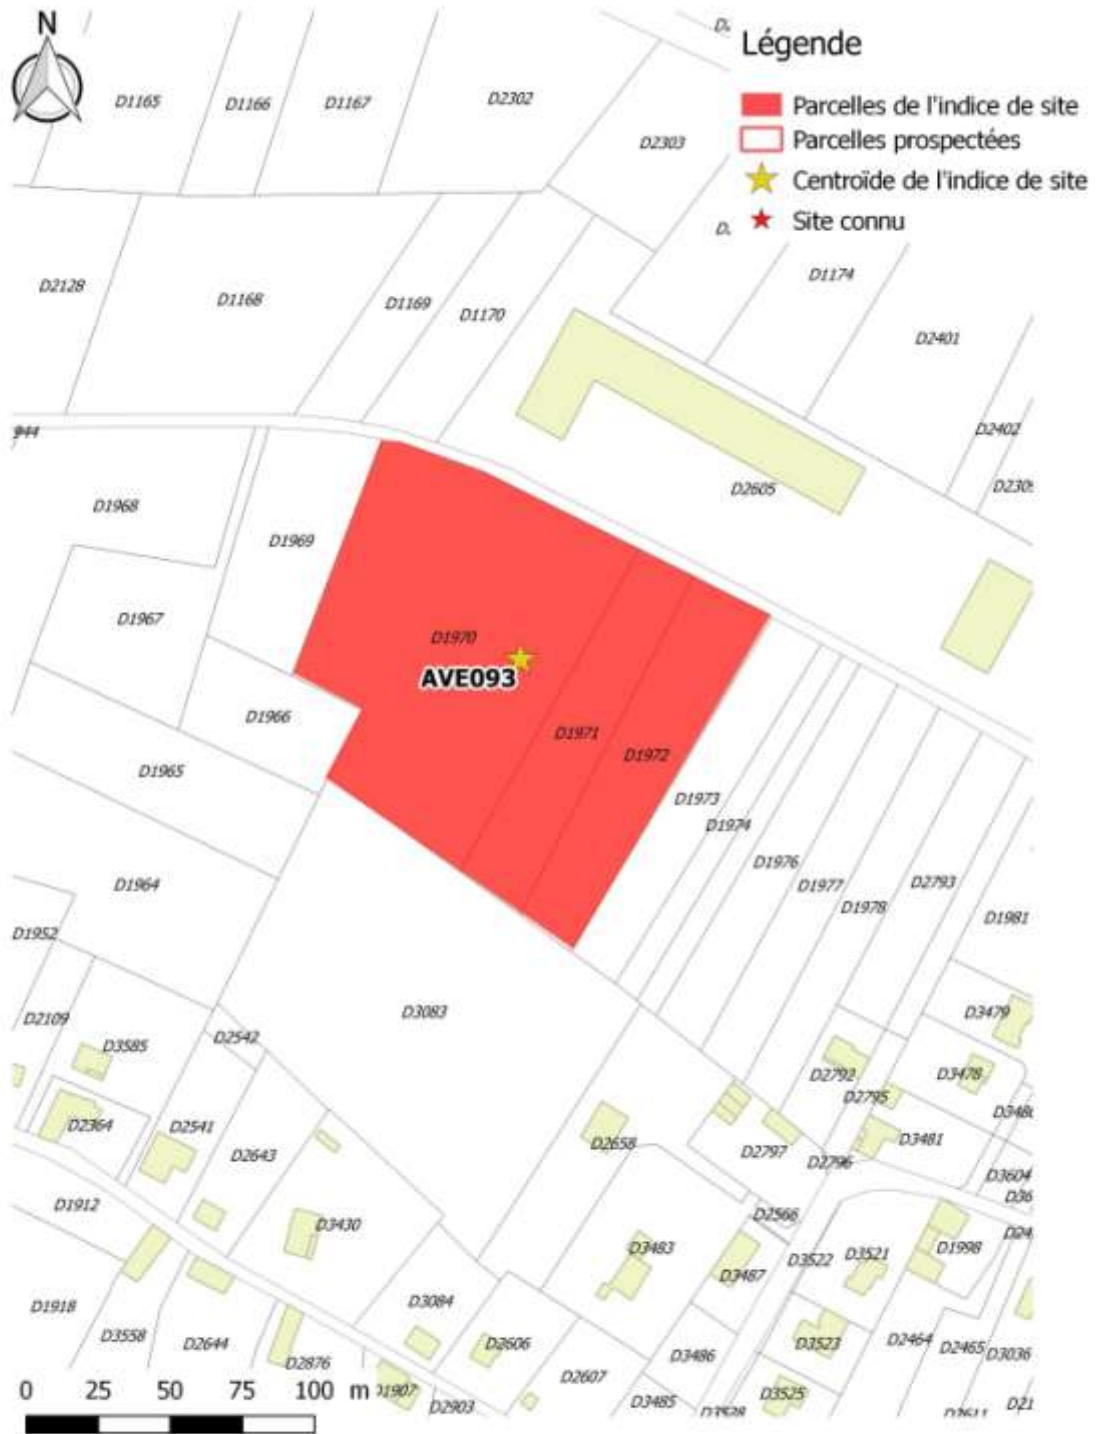 N
Légende
Parcelles de l'indice de site
Parcelles prospectées
Centroïde de l'indice de site
Site connu
D1165
D1166
D1167
D2302
D2303
D1174
D2401
D2128
D1168
D1169
D1170
D2402
D2605
D1968
D1969
D1967
D1970
AVE093
D1966
D1971
D1972
D1965
D1973
D1974
D1976
D1977
D1978
D2793
D1981
D1964
D1952
D3083
D2109
D3585
D2542
D3479
D2792
D3478
D2795
D2364
D2541
D2643
D2658
D2797
D2796
D3481
D3604
D1912
D3430
D2566
D3483
D3487
D3522
D3521
D1998
D1918
D3558
D2644
D3084
D2606
D2876
D2607
D3486
D3523
D2464
D2465
D3036
D2903
D3485
D3525
0 25 50 75 100 m